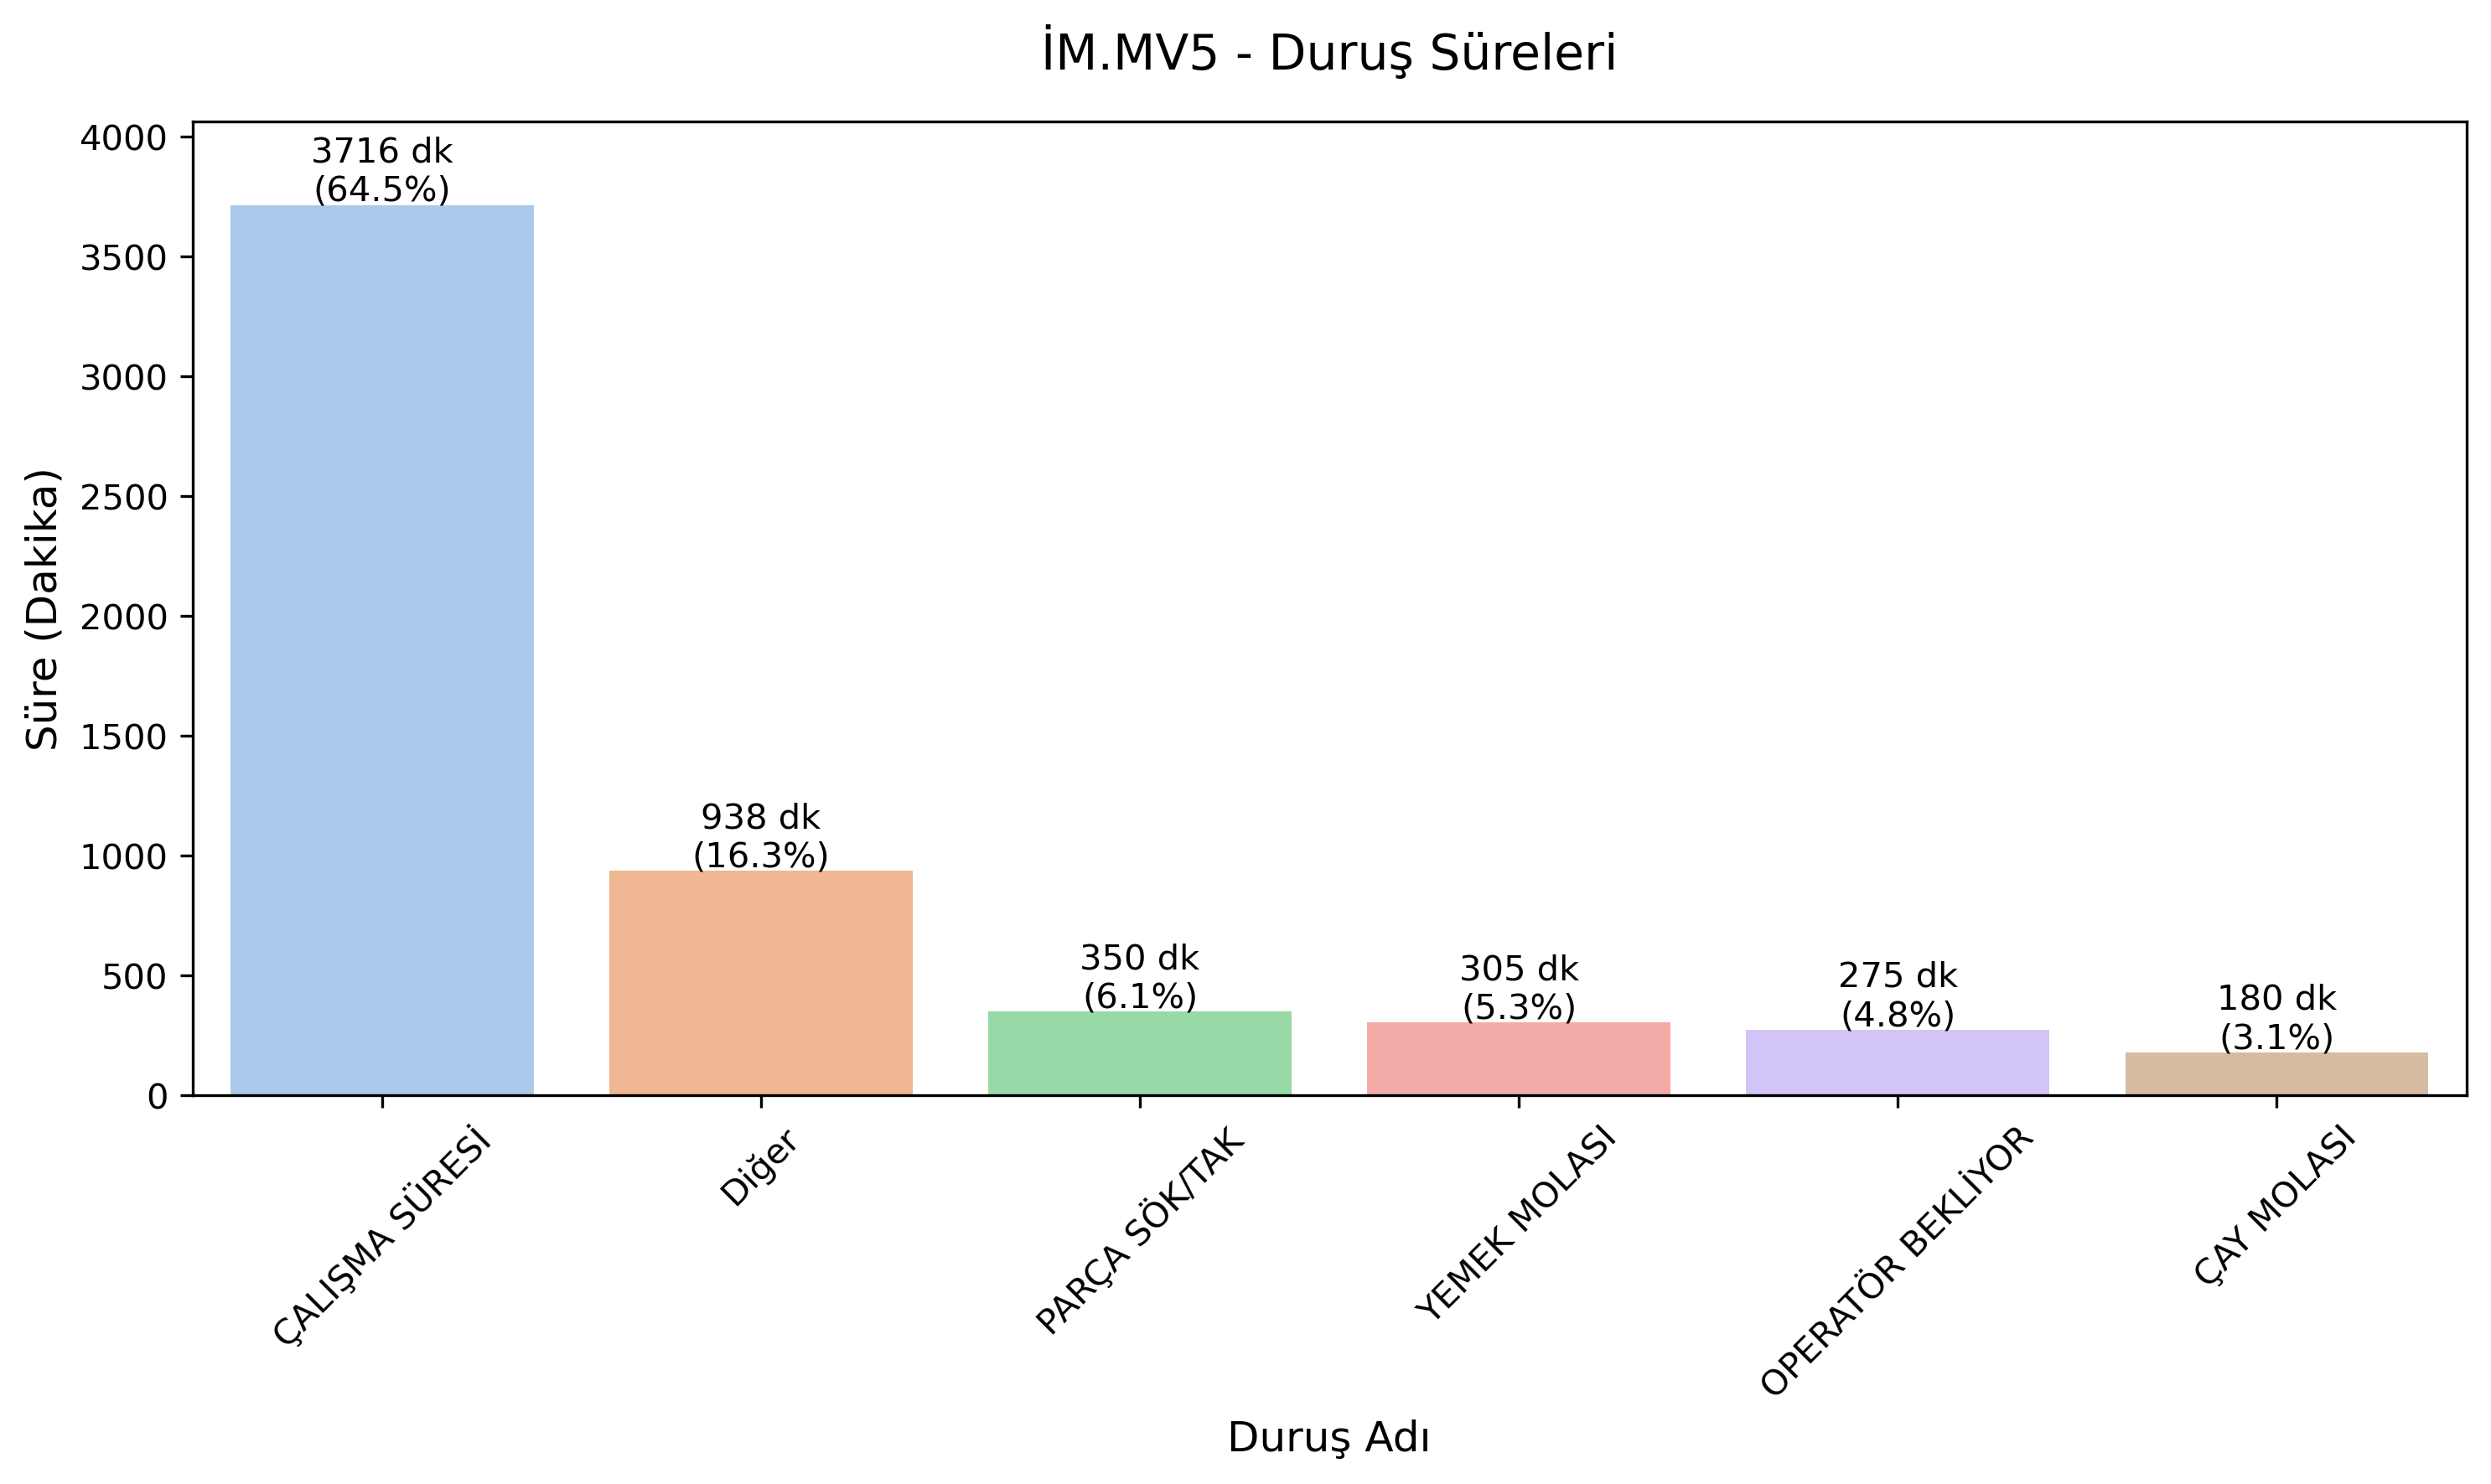 İM.MV5 - Duruş Süreleri
Süre (Dakika)
4000
3500
3000
2500
2000
1500
1000
500
0
3716 dk
(64.5%)
938 dk
(16.3%)
350 dk
(6.1%)
305 dk
(5.3%)
275 dk
(4.8%)
180 dk
(3.1%)
ÇALIŞMA SÜRESİ
Diğer
PARÇA SÖK/TAK
YEMEK MOLASI
OPERATÖR BEKLİYOR
ÇAY MOLASI
Duruş Adı